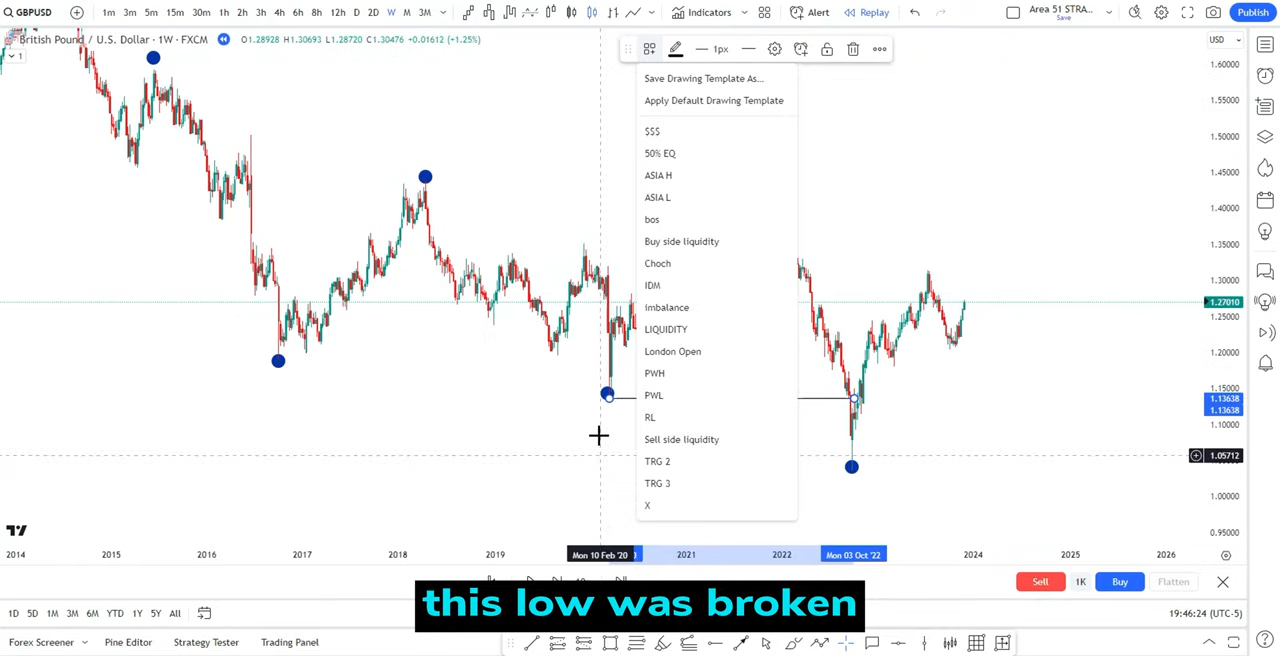 GBPUSD 1m 3m 5m 15m 30m 1h 2h 3h 4h 6h 8h 12h D 2D W M 3M Indicators Alert Replay Area 51 STRA... Save Publish
British Pound / U.S. Dollar · 1W · FXCM O1.28928 H1.30693 L1.28720 C1.30476 +0.01612 (+1.25%)
1
1px
USD
Save Drawing Template As...
Apply Default Drawing Template
$$$
50% EQ
ASIA H
ASIA L
bos
Buy side liquidity
Choch
IDM
imbalance
LIQUIDITY
London Open
PWH
PWL
RL
Sell side liquidity
TRG 2
TRG 3
X
1.60000
1.55000
1.50000
1.45000
1.40000
1.35000
1.30000
1.27010
1.25000
1.20000
1.15000
1.13638
1.13638
1.10000
1.05712
1.00000
0.95000
2014 2015 2016 2017 2018 2019 Mon 10 Feb '20 2021 2022 Mon 03 Oct '22 2024 2025 2026
Sell 1K Buy Flatten
this low was broken
1D 5D 1M 3M 6M YTD 1Y 5Y All 19:46:24 (UTC-5)
Forex Screener Pine Editor Strategy Tester Trading Panel